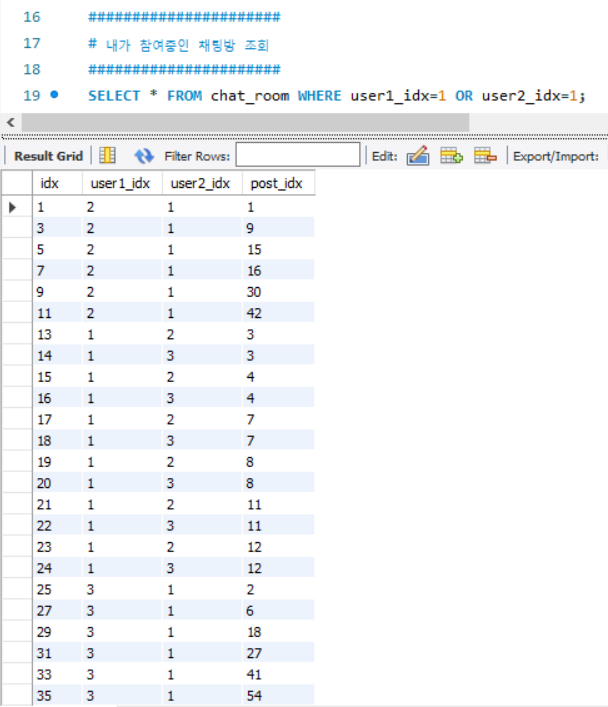 16 ######################
17 # 내가 참여중인 채팅방 조회
18 ######################
19 SELECT * FROM chat_room WHERE user1_idx=1 OR user2_idx=1;
Result Grid Filter Rows: Edit: Export/Import:
idx user1_idx user2_idx post_idx
1 2 1 1
3 2 1 9
5 2 1 15
7 2 1 16
9 2 1 30
11 2 1 42
13 1 2 3
14 1 3 3
15 1 2 4
16 1 3 4
17 1 2 7
18 1 3 7
19 1 2 8
20 1 3 8
21 1 2 11
22 1 3 11
23 1 2 12
24 1 3 12
25 3 1 2
27 3 1 6
29 3 1 18
31 3 1 27
33 3 1 41
35 3 1 54